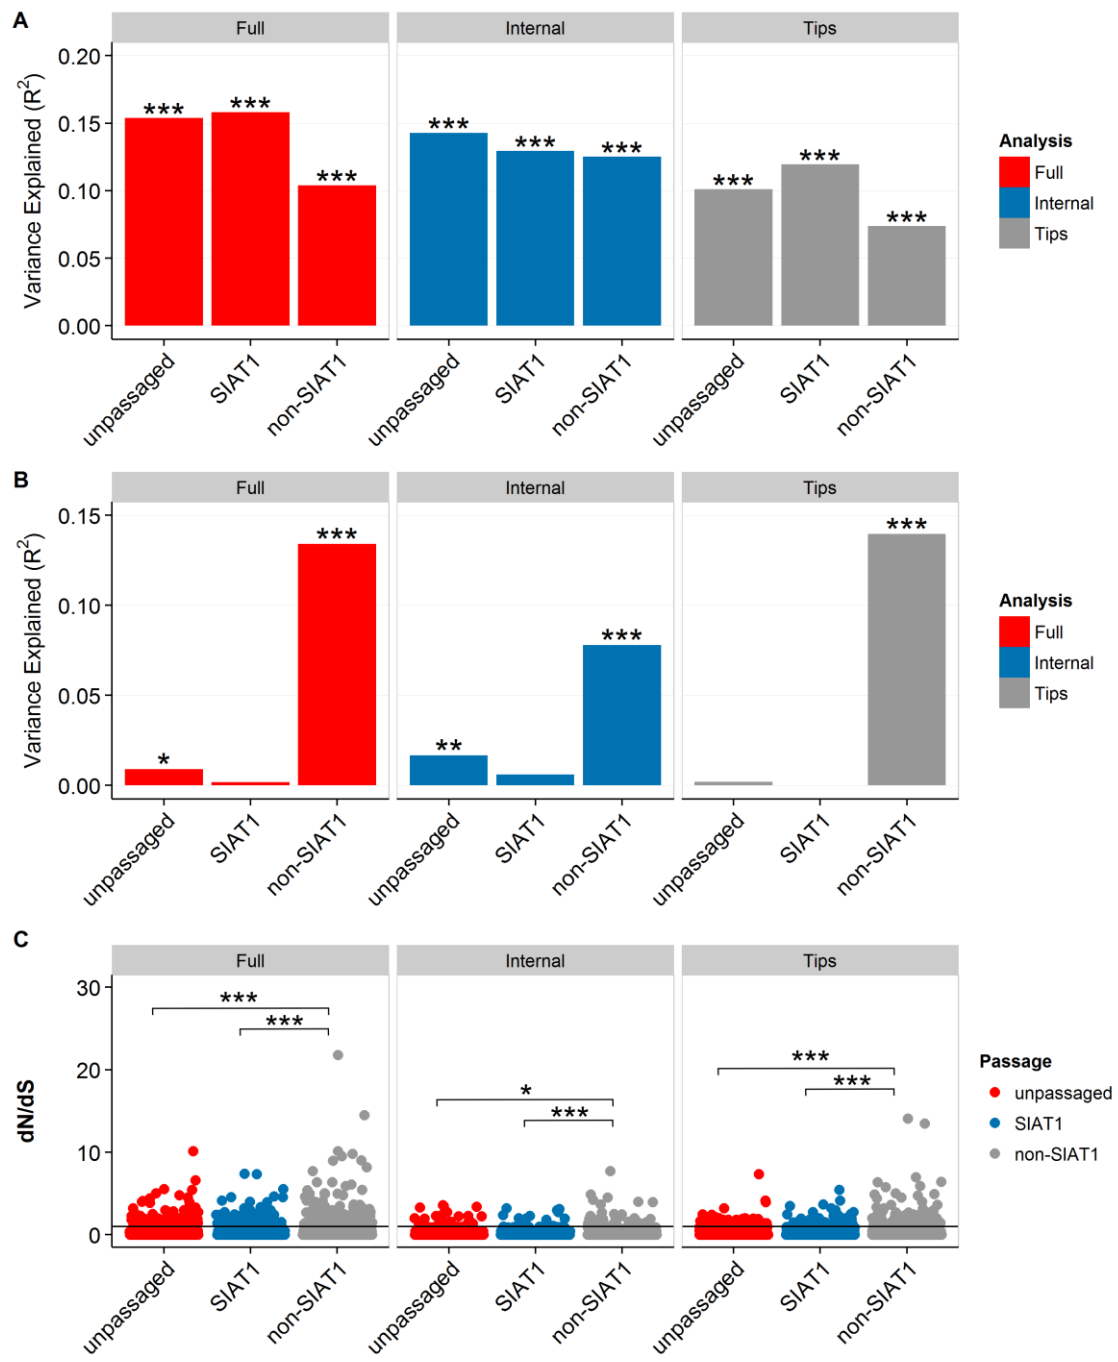 A
Full Internal Tips
Variance Explained (R²)
0.20
0.15
0.10
0.05
0.00
*** *** ***
*** *** ***
*** *** ***
unpassaged SIAT1 non-SIAT1
unpassaged SIAT1 non-SIAT1
unpassaged SIAT1 non-SIAT1
Analysis
Full
Internal
Tips
B
Full Internal Tips
Variance Explained (R²)
0.15
0.10
0.05
0.00
* ***
** ***
***
unpassaged SIAT1 non-SIAT1
unpassaged SIAT1 non-SIAT1
unpassaged SIAT1 non-SIAT1
Analysis
Full
Internal
Tips
C
Full Internal Tips
dN/dS
30
20
10
0
***
***
*
***
***
***
unpassaged SIAT1 non-SIAT1
unpassaged SIAT1 non-SIAT1
unpassaged SIAT1 non-SIAT1
Passage
unpassaged
SIAT1
non-SIAT1